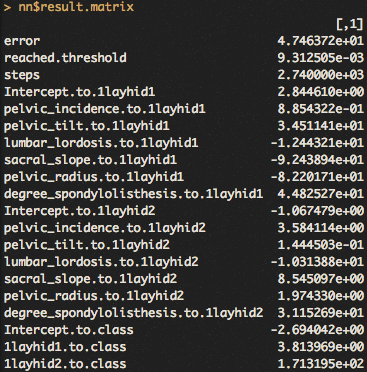 > nn$result.matrix
[,1]
error 4.746372e+01
reached.threshold 9.312505e-03
steps 2.740000e+03
Intercept.to.1layhid1 2.844610e+00
pelvic_incidence.to.1layhid1 8.854322e-01
pelvic_tilt.to.1layhid1 3.451141e+01
lumbar_lordosis.to.1layhid1 -1.244321e+01
sacral_slope.to.1layhid1 -9.243894e+01
pelvic_radius.to.1layhid1 -8.220171e+01
degree_spondylolisthesis.to.1layhid1 4.482527e+01
Intercept.to.1layhid2 -1.067479e+00
pelvic_incidence.to.1layhid2 3.584114e+00
pelvic_tilt.to.1layhid2 1.444503e-01
lumbar_lordosis.to.1layhid2 -1.031388e+01
sacral_slope.to.1layhid2 8.545097e+00
pelvic_radius.to.1layhid2 1.974330e+00
degree_spondylolisthesis.to.1layhid2 3.115269e+01
Intercept.to.class -2.694042e+00
1layhid1.to.class 3.813969e+00
1layhid2.to.class 1.713195e+02